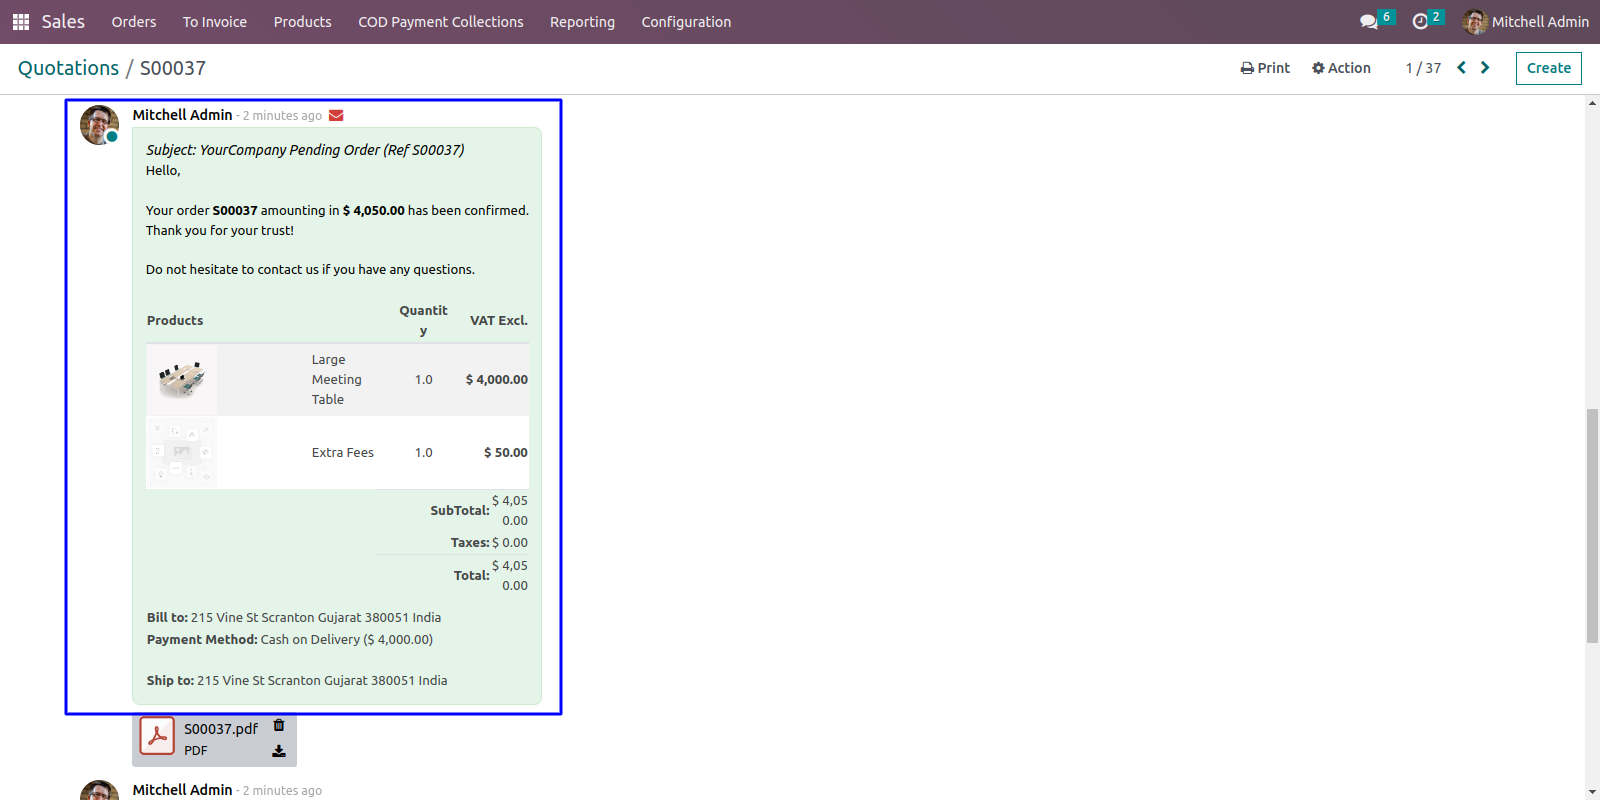 Sales Orders To Invoice Products COD Payment Collections Reporting Configuration 6 2 Mitchell Admin
Quotations / S00037 Print Action 1 / 37 Create
Mitchell Admin - 2 minutes ago
Subject: YourCompany Pending Order (Ref S00037)
Hello,
Your order S00037 amounting in $ 4,050.00 has been confirmed.
Thank you for your trust!
Do not hesitate to contact us if you have any questions.
Products Quantit
y VAT Excl.
Large
Meeting
Table 1.0 $ 4,000.00
Extra Fees 1.0 $ 50.00
SubTotal: $ 4,05
0.00
Taxes: $ 0.00
Total: $ 4,05
0.00
Bill to: 215 Vine St Scranton Gujarat 380051 India
Payment Method: Cash on Delivery ($ 4,000.00)
Ship to: 215 Vine St Scranton Gujarat 380051 India
S00037.pdf
PDF
Mitchell Admin - 2 minutes ago